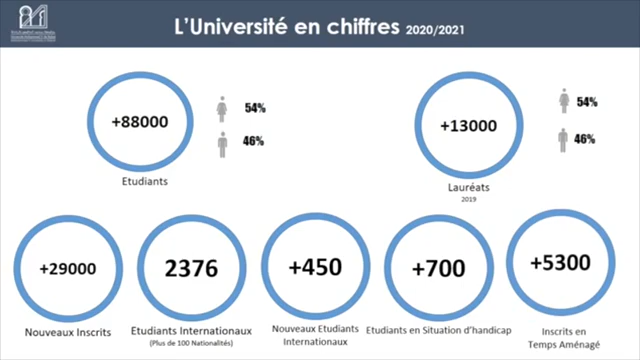 L'Université en chiffres 2020/2021
+88000
54%
46%
Etudiants
+13000
54%
46%
Lauréats
2019
+29000
Nouveaux Inscrits
2376
Etudiants Internationaux
(Plus de 100 Nationalités)
+450
Nouveaux Etudiants
Internationaux
+700
Etudiants en Situation d'handicap
+5300
Inscrits en
Temps Aménagé